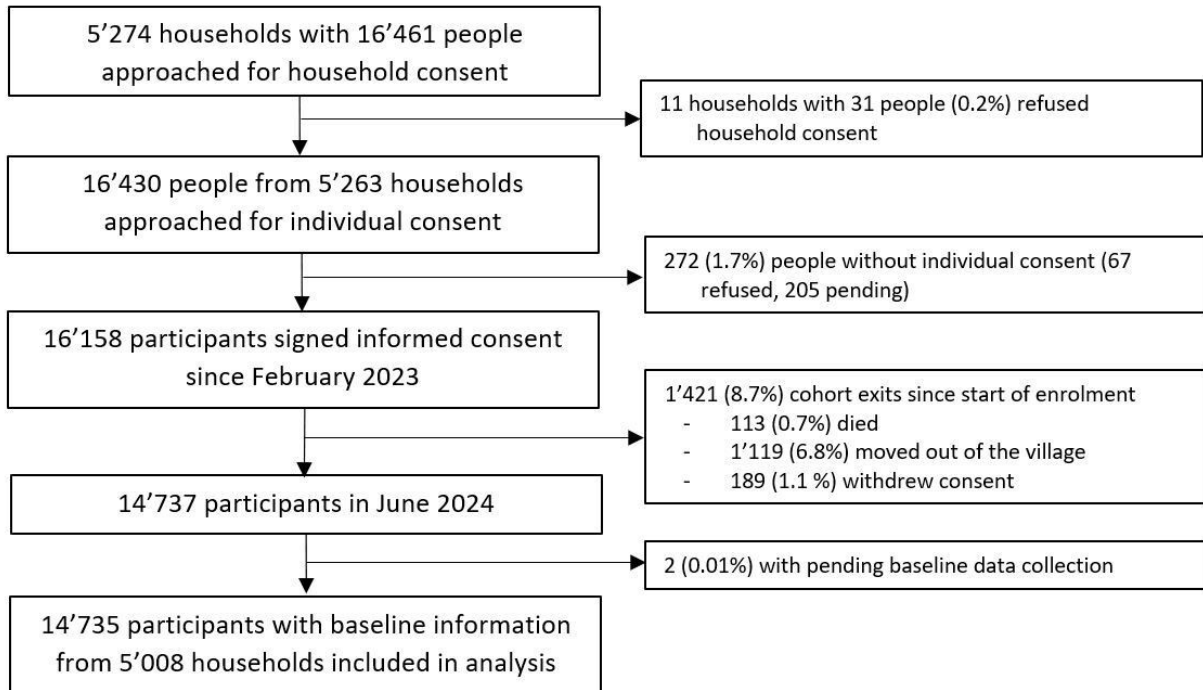 5’274 households with 16’461 people
approached for household consent
11 households with 31 people (0.2%) refused
household consent
16’430 people from 5’263 households
approached for individual consent
272 (1.7%) people without individual consent (67
refused, 205 pending)
16’158 participants signed informed consent
since February 2023
1’421 (8.7%) cohort exits since start of enrolment
- 113 (0.7%) died
- 1’119 (6.8%) moved out of the village
- 189 (1.1 %) withdrew consent
14’737 participants in June 2024
2 (0.01%) with pending baseline data collection
14’735 participants with baseline information
from 5’008 households included in analysis